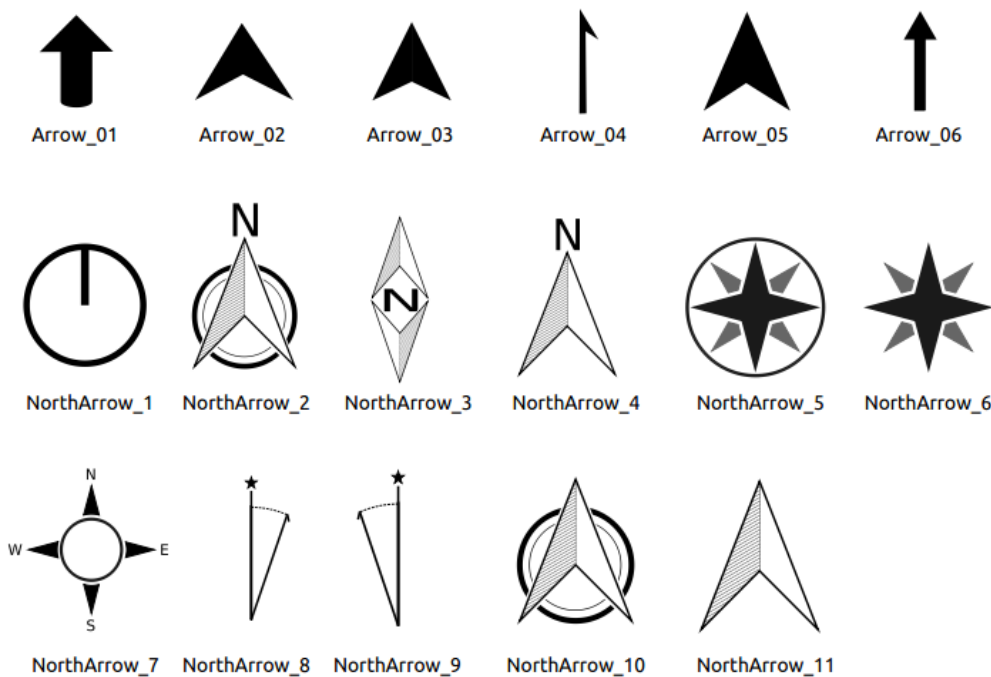 Arrow_01 Arrow_02 Arrow_03 Arrow_04 Arrow_05 Arrow_06
N N N
NorthArrow_1 NorthArrow_2 NorthArrow_3 NorthArrow_4 NorthArrow_5 NorthArrow_6
N
W E
S
NorthArrow_7 NorthArrow_8 NorthArrow_9 NorthArrow_10 NorthArrow_11